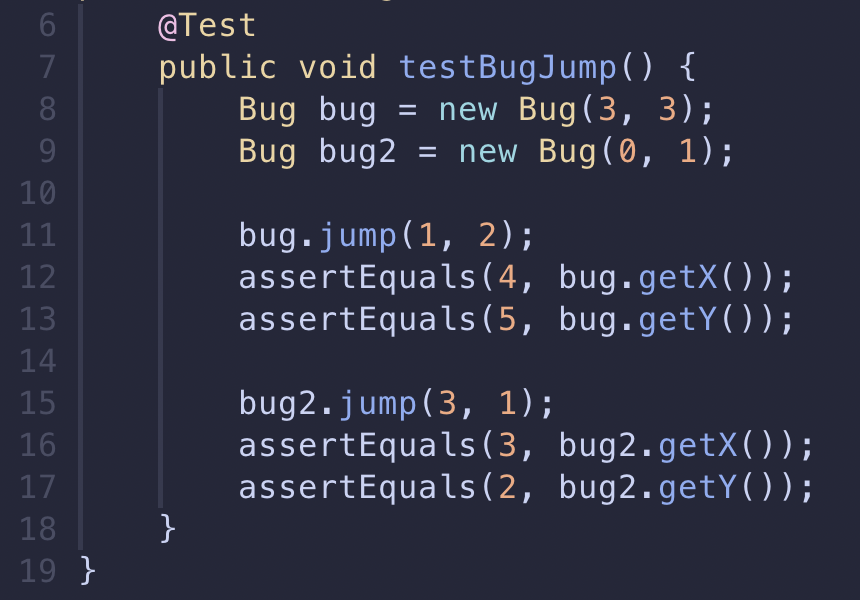 6 @Test
7 public void testBugJump() {
8 Bug bug = new Bug(3, 3);
9 Bug bug2 = new Bug(0, 1);
10
11 bug.jump(1, 2);
12 assertEquals(4, bug.getX());
13 assertEquals(5, bug.getY());
14
15 bug2.jump(3, 1);
16 assertEquals(3, bug2.getX());
17 assertEquals(2, bug2.getY());
18 }
19 }